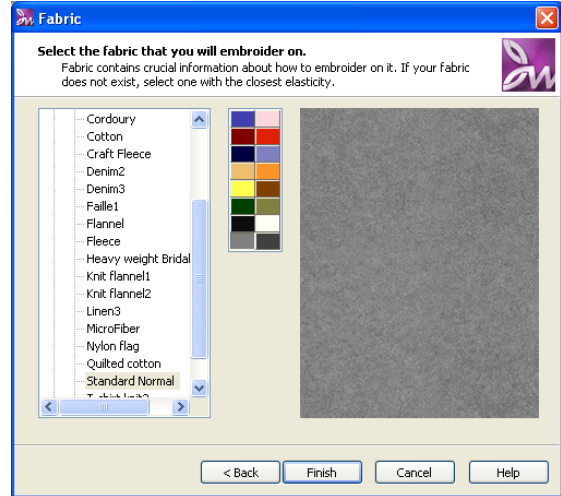 Fabric
Select the fabric that you will embroider on.
Fabric contains crucial information about how to embroider on it. If your fabric
does not exist, select one with the closest elasticity.
Cordoury
Cotton
Craft Fleece
Denim2
Denim3
Faille1
Flannel
Fleece
Heavy weight Bridal
Knit flannel1
Knit flannel2
Linen3
MicroFiber
Nylon flag
Quilted cotton
Standard Normal
< Back
Finish
Cancel
Help